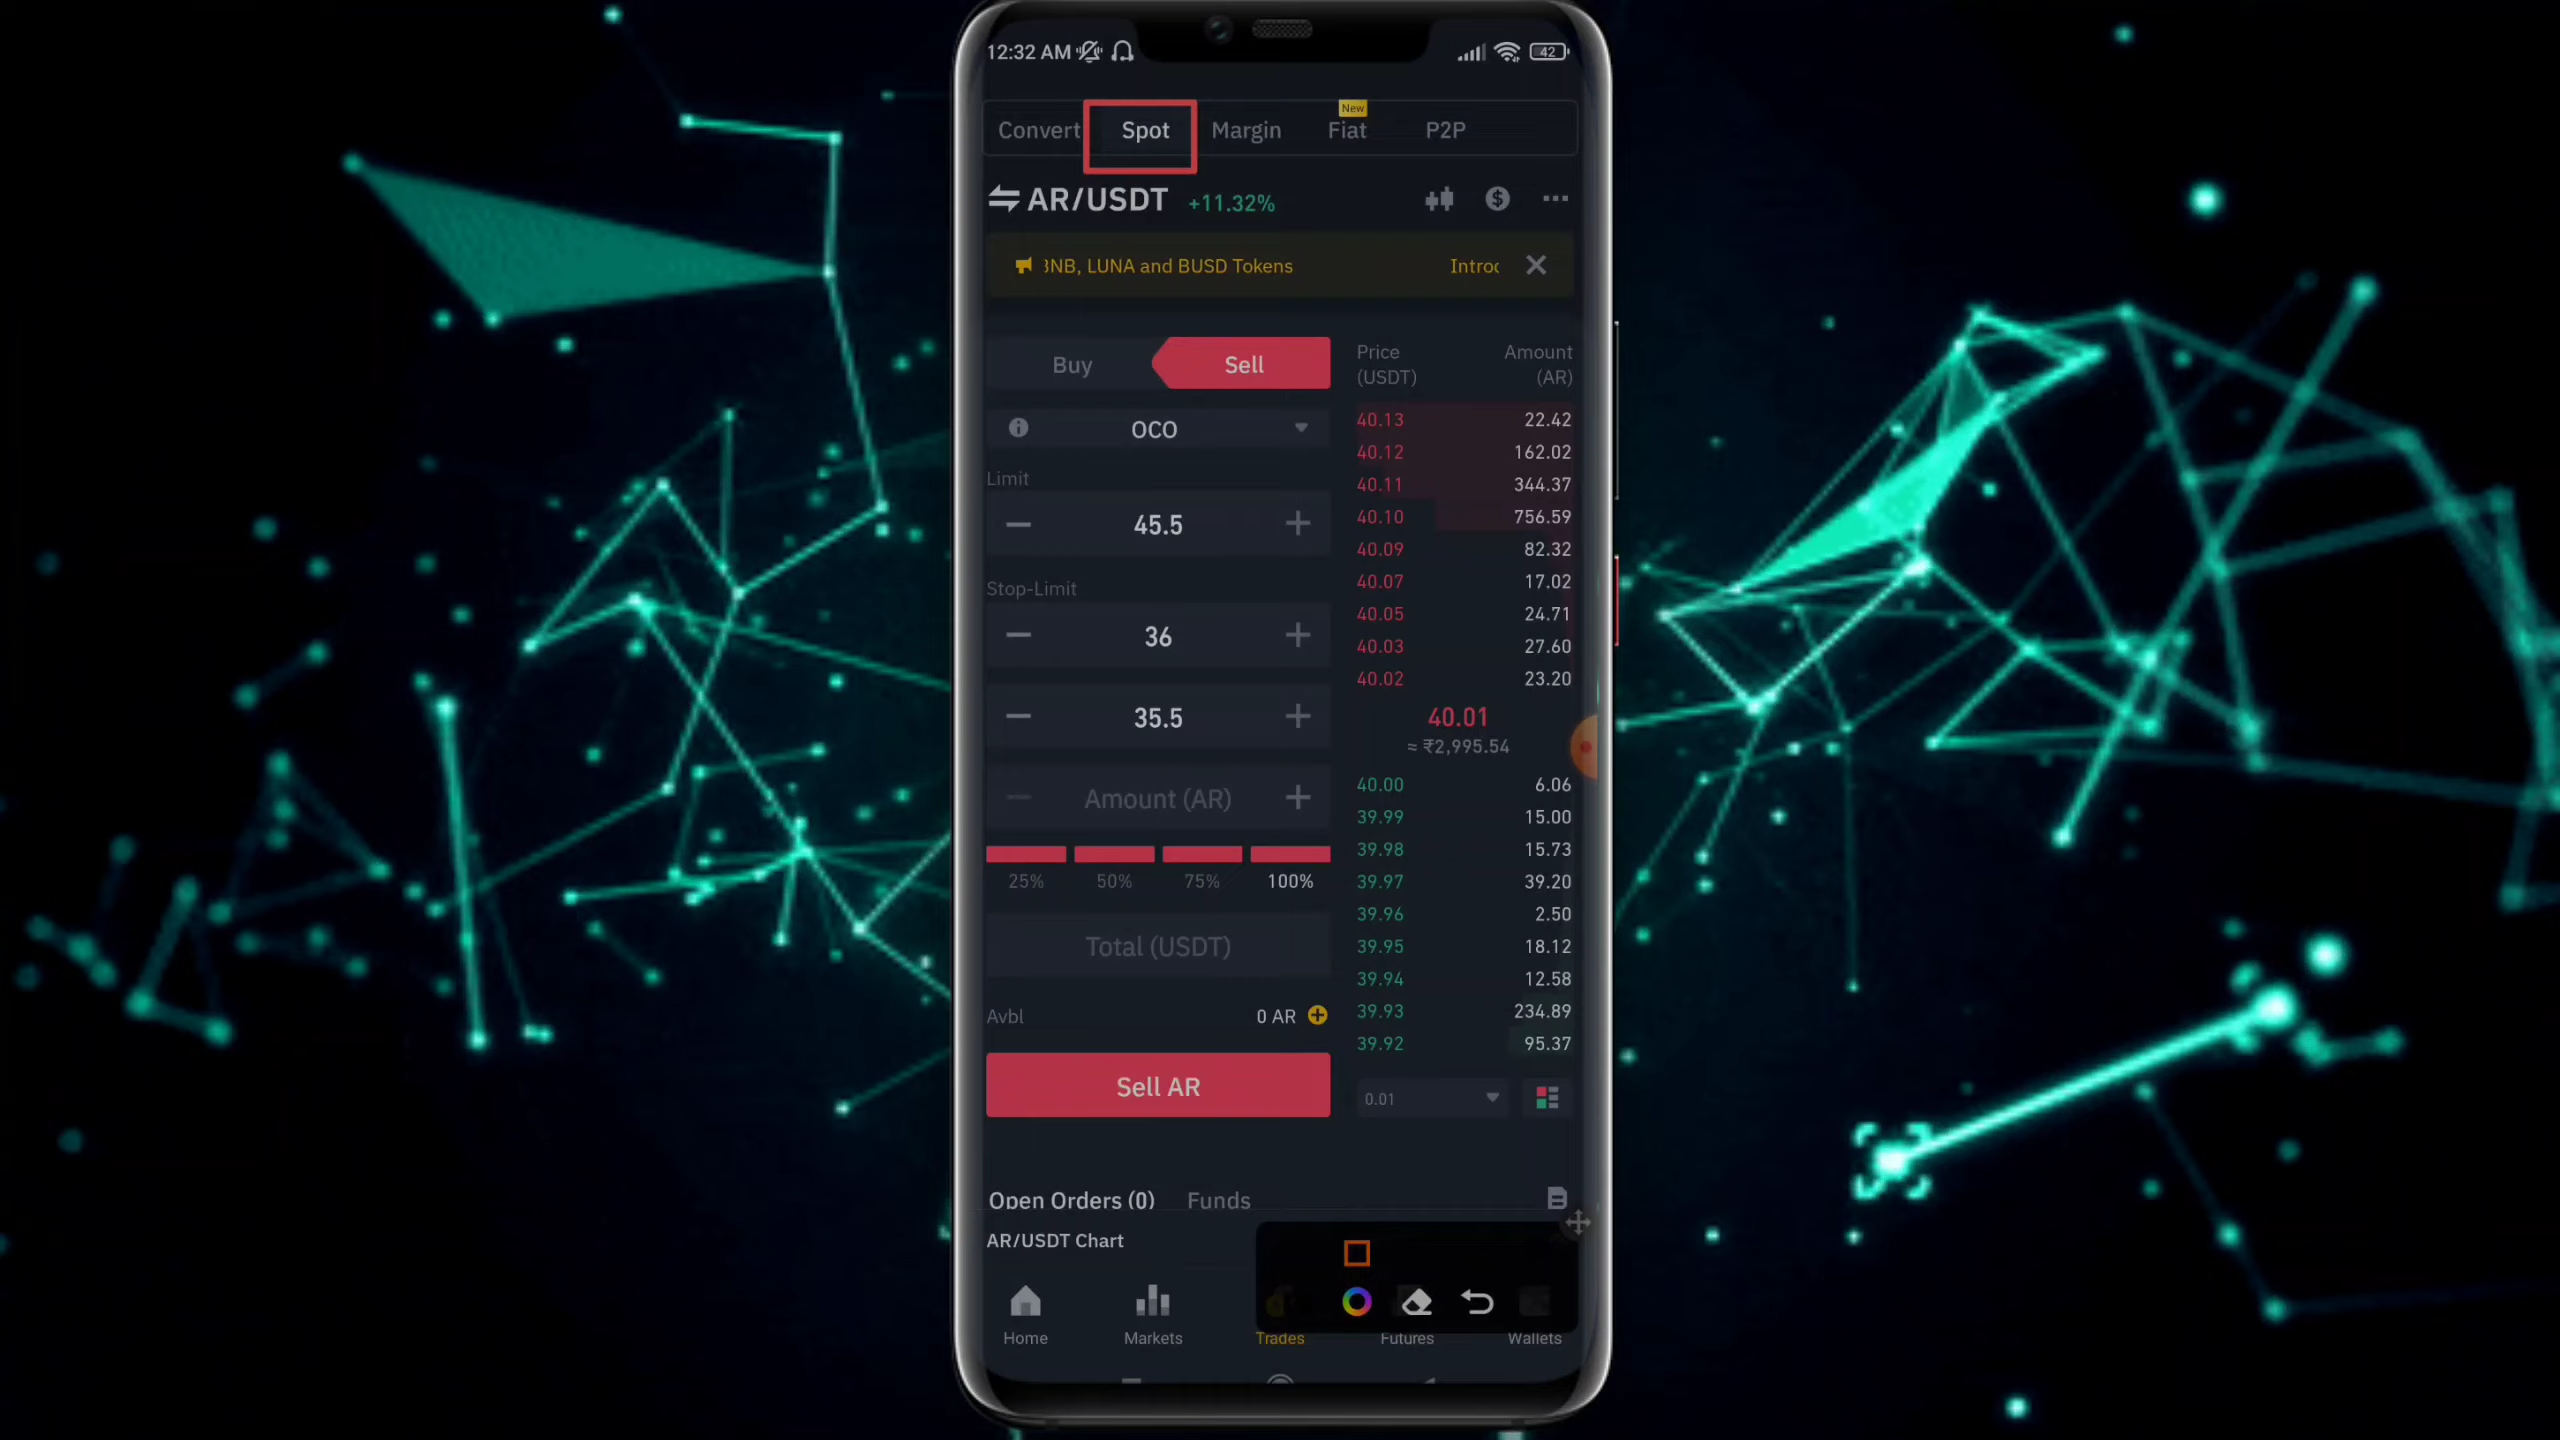 12:32 AM
42
Convert Spot Margin Fiat P2P
New
AR/USDT +11.32%
BNB, LUNA and BUSD Tokens
Buy Sell
OCO
Limit
45.5
Stop-Limit
36
35.5
Amount (AR)
25% 50% 75% 100%
Total (USDT)
Avbl 0 AR
Sell AR
Price Amount
(USDT) (AR)
40.13 22.42
40.12 162.02
40.11 344.37
40.10 756.59
40.09 82.32
40.07 17.02
40.05 24.71
40.03 27.60
40.02 23.20
40.01
≈ ₹2,995.54
40.00 6.06
39.99 15.00
39.98 15.73
39.97 39.20
39.96 2.50
39.95 18.12
39.94 12.58
39.93 234.89
39.92 95.37
0.01
Open Orders (0) Funds
AR/USDT Chart
Home Markets Trades Futures Wallets